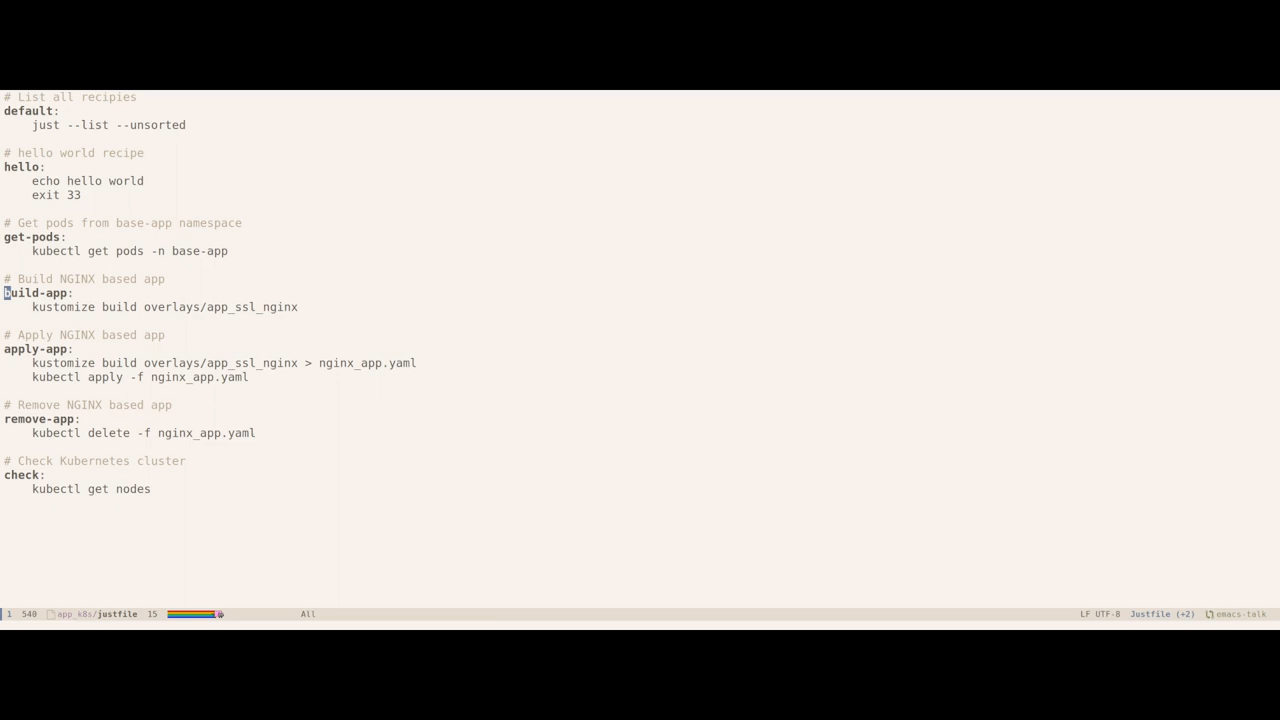 # List all recipies
default:
    just --list --unsorted

# hello world recipe
hello:
    echo hello world
    exit 33

# Get pods from base-app namespace
get-pods:
    kubectl get pods -n base-app

# Build NGINX based app
build-app:
    kustomize build overlays/app_ssl_nginx

# Apply NGINX based app
apply-app:
    kustomize build overlays/app_ssl_nginx > nginx_app.yaml
    kubectl apply -f nginx_app.yaml

# Remove NGINX based app
remove-app:
    kubectl delete -f nginx_app.yaml

# Check Kubernetes cluster
check:
    kubectl get nodes

1 540 app_k8s/justfile 15 All LF UTF-8 Justfile (+2) emacs-talk